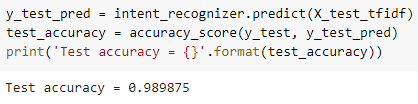 y_test_pred = intent_recognizer.predict(X_test_tfidf)
test_accuracy = accuracy_score(y_test, y_test_pred)
print('Test accuracy = {}'.format(test_accuracy))
Test accuracy = 0.989875